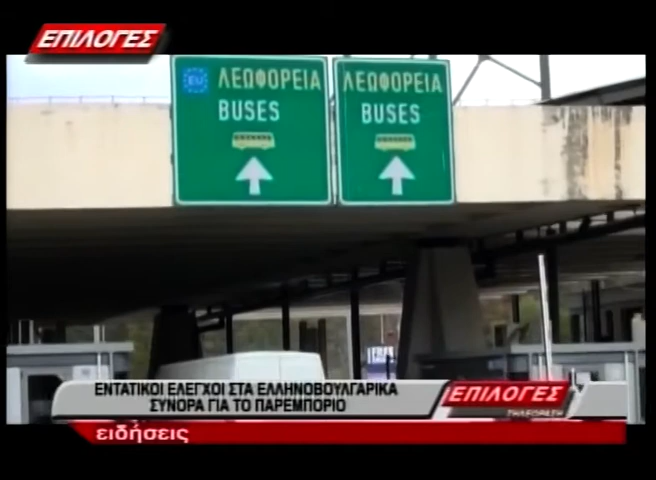 ΕΠΙΛΟΓΕΣ
EU ΛΕΩΦΟΡΕΙΑ
BUSES
ΛΕΩΦΟΡΕΙΑ
BUSES
ΕΝΤΑΤΙΚΟΙ ΕΛΕΓΧΟΙ ΣΤΑ ΕΛΛΗΝΟΒΟΥΛΓΑΡΙΚΑ
ΣΥΝΟΡΑ ΓΙΑ ΤΟ ΠΑΡΕΜΠΟΡΙΟ
ΕΠΙΛΟΓΕΣ
ΤΗΛΕΟΡΑΣΗ
ειδήσεις